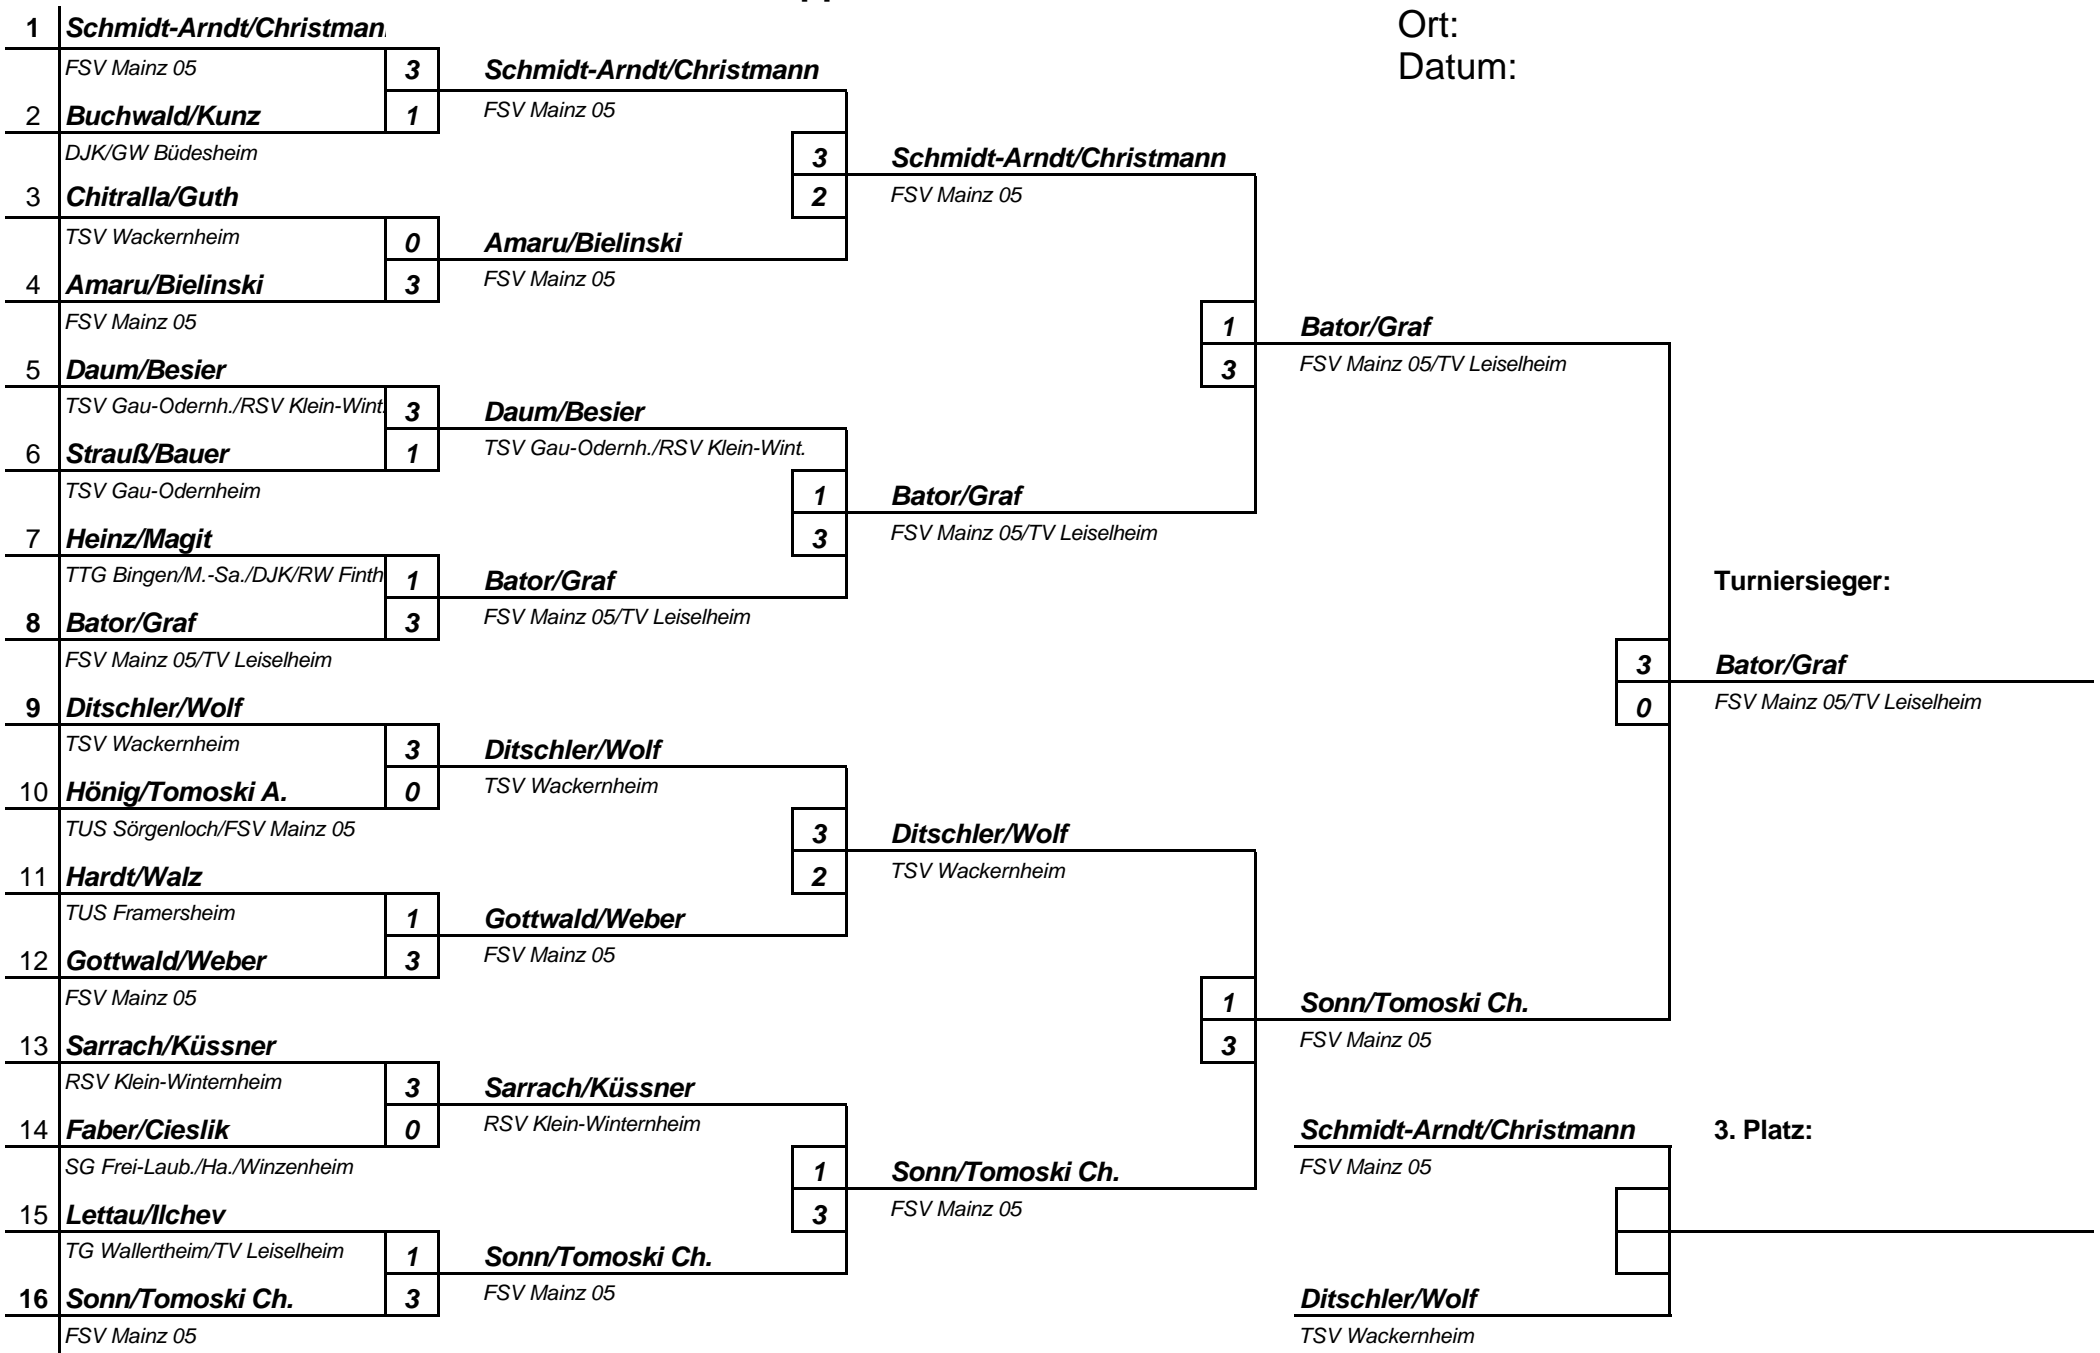 Ort:
Datum:
1 Schmidt-Arndt/Christman
FSV Mainz 05 3
2 Buchwald/Kunz 1
DJK/GW Büdesheim
3 Chitralla/Guth
TSV Wackernheim 0
4 Amaru/Bielinski 3
FSV Mainz 05
5 Daum/Besier
TSV Gau-Odernh./RSV Klein-Wint. 3
6 Strauß/Bauer 1
TSV Gau-Odernheim
7 Heinz/Magit
TTG Bingen/M.-Sa./DJK/RW Finth 1
8 Bator/Graf 3
FSV Mainz 05/TV Leiselheim
9 Ditschler/Wolf
TSV Wackernheim 3
10 Hönig/Tomoski A. 0
TUS Sörgenloch/FSV Mainz 05
11 Hardt/Walz
TUS Framersheim 1
12 Gottwald/Weber 3
FSV Mainz 05
13 Sarrach/Küssner
RSV Klein-Winternheim 3
14 Faber/Cieslik 0
SG Frei-Laub./Ha./Winzenheim
15 Lettau/Ilchev
TG Wallertheim/TV Leiselheim 1
16 Sonn/Tomoski Ch. 3
FSV Mainz 05
Schmidt-Arndt/Christmann
FSV Mainz 05
3
2
Amaru/Bielinski
FSV Mainz 05
Daum/Besier
TSV Gau-Odernh./RSV Klein-Wint.
1
3
Bator/Graf
FSV Mainz 05/TV Leiselheim
Ditschler/Wolf
TSV Wackernheim
3
2
Gottwald/Weber
FSV Mainz 05
Sarrach/Küssner
RSV Klein-Winternheim
1
3
Sonn/Tomoski Ch.
FSV Mainz 05
Schmidt-Arndt/Christmann
FSV Mainz 05
1
3
Bator/Graf
FSV Mainz 05/TV Leiselheim
Ditschler/Wolf
TSV Wackernheim
1
3
Sonn/Tomoski Ch.
FSV Mainz 05
Bator/Graf
FSV Mainz 05/TV Leiselheim
3
0
Sonn/Tomoski Ch.
FSV Mainz 05
Turniersieger:
Bator/Graf
FSV Mainz 05/TV Leiselheim
Schmidt-Arndt/Christmann
FSV Mainz 05
Ditschler/Wolf
TSV Wackernheim
3. Platz: